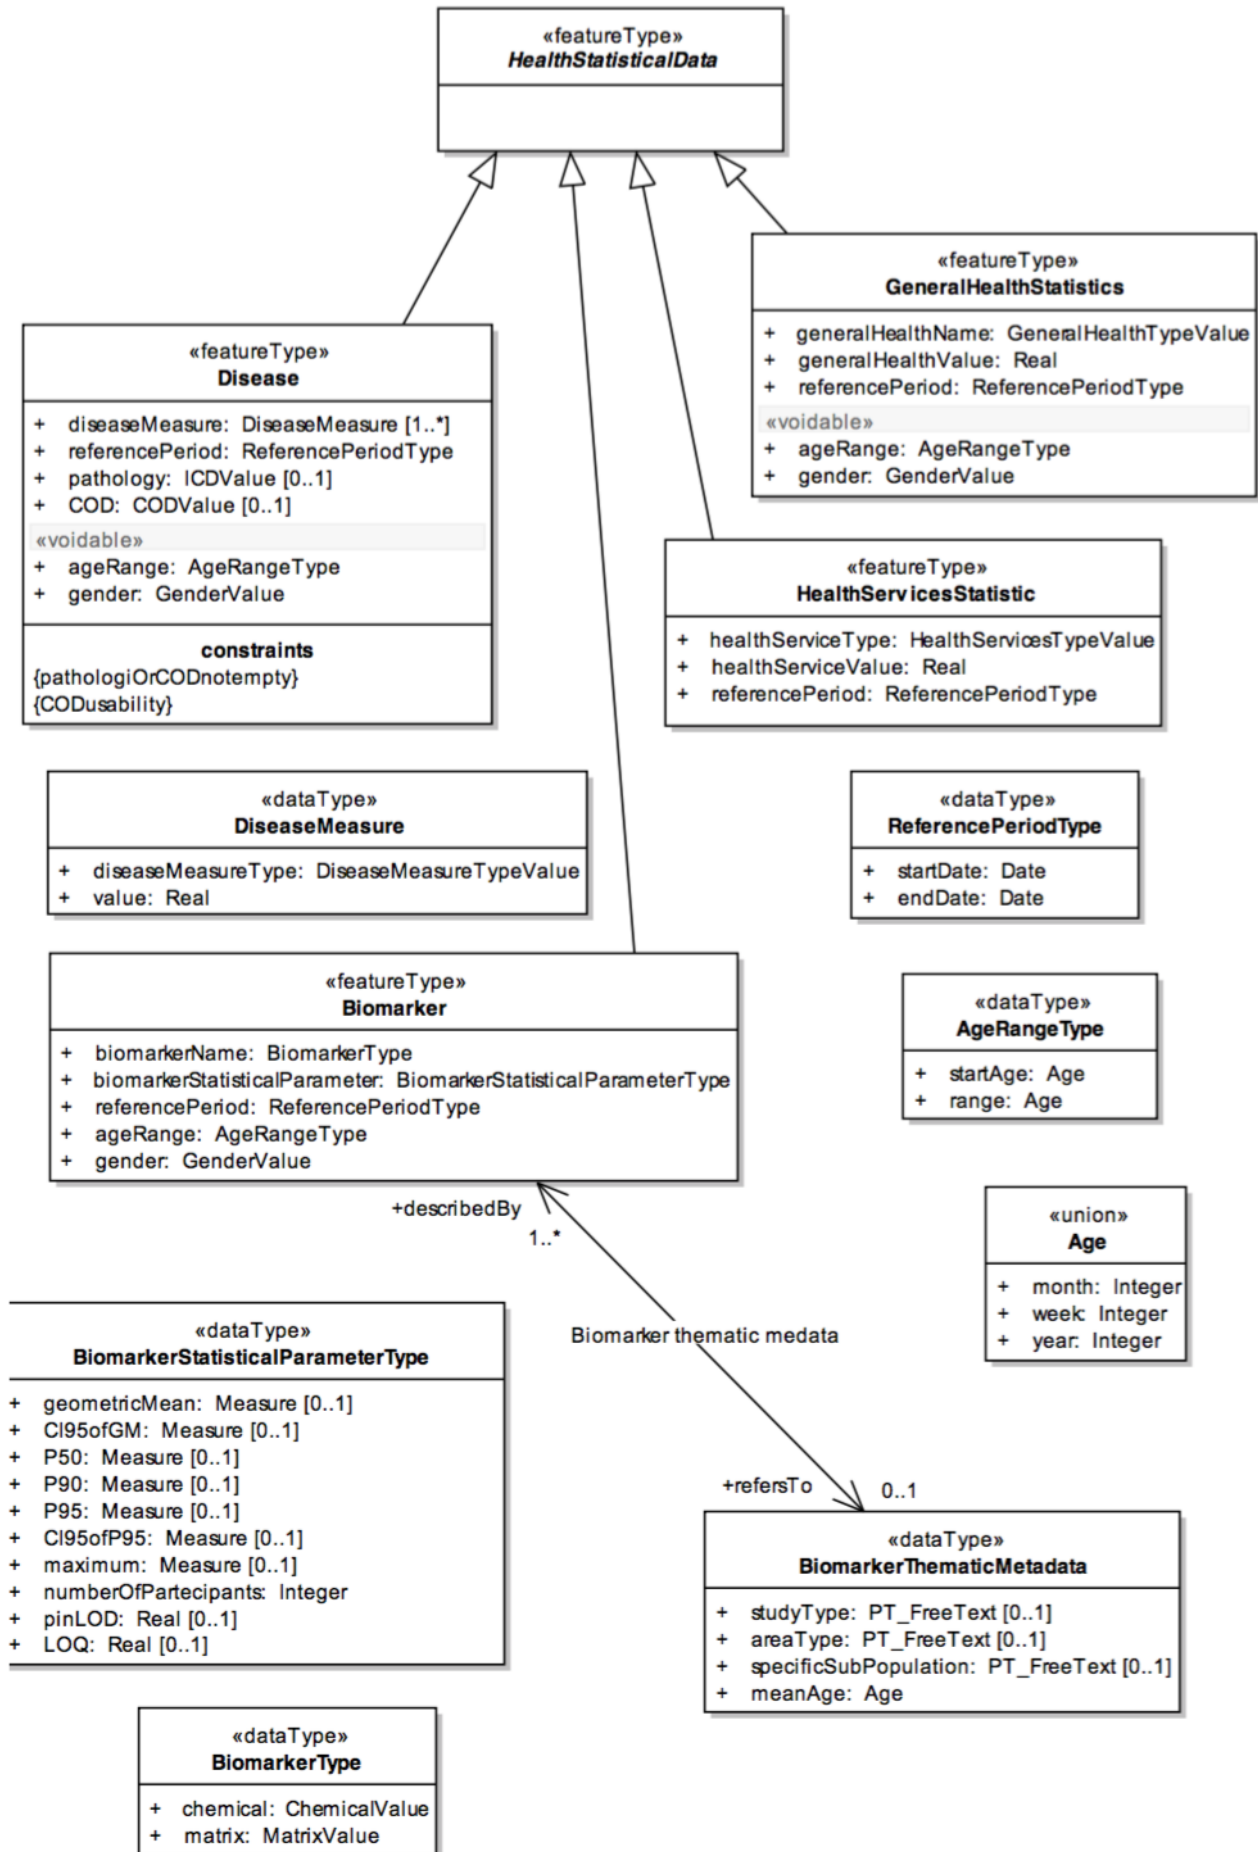 «featureType»
HealthStatisticalData
«featureType»
GeneralHealthStatistics
+ generalHealthName: GeneralHealthTypeValue
+ generalHealthValue: Real
+ referencePeriod: ReferencePeriodType
«voidable»
+ ageRange: AgeRangeType
+ gender: GenderValue
«featureType»
Disease
+ diseaseMeasure: DiseaseMeasure [1..*]
+ referencePeriod: ReferencePeriodType
+ pathology: ICDValue [0..1]
+ COD: CODValue [0..1]
«voidable»
+ ageRange: AgeRangeType
+ gender: GenderValue
constraints
{pathologiOrCODnotempty}
{CODusability}
«featureType»
HealthServicesStatistic
+ healthServiceType: HealthServicesTypeValue
+ healthServiceValue: Real
+ referencePeriod: ReferencePeriodType
«dataType»
DiseaseMeasure
+ diseaseMeasureType: DiseaseMeasureTypeValue
+ value: Real
«dataType»
ReferencePeriodType
+ startDate: Date
+ endDate: Date
«featureType»
Biomarker
+ biomarkerName: BiomarkerType
+ biomarkerStatisticalParameter: BiomarkerStatisticalParameterType
+ referencePeriod: ReferencePeriodType
+ ageRange: AgeRangeType
+ gender: GenderValue
«dataType»
AgeRangeType
+ startAge: Age
+ range: Age
+describedBy
1..*
«union»
Age
+ month: Integer
+ week: Integer
+ year: Integer
Biomarker thematic medata
«dataType»
BiomarkerStatisticalParameterType
+ geometricMean: Measure [0..1]
+ CI95ofGM: Measure [0..1]
+ P50: Measure [0..1]
+ P90: Measure [0..1]
+ P95: Measure [0..1]
+ CI95ofP95: Measure [0..1]
+ maximum: Measure [0..1]
+ numberOfPartecipants: Integer
+ pinLOD: Real [0..1]
+ LOQ: Real [0..1]
+refersTo
0..1
«dataType»
BiomarkerThematicMetadata
+ studyType: PT_FreeText [0..1]
+ areaType: PT_FreeText [0..1]
+ specificSubPopulation: PT_FreeText [0..1]
+ meanAge: Age
«dataType»
BiomarkerType
+ chemical: ChemicalValue
+ matrix: MatrixValue